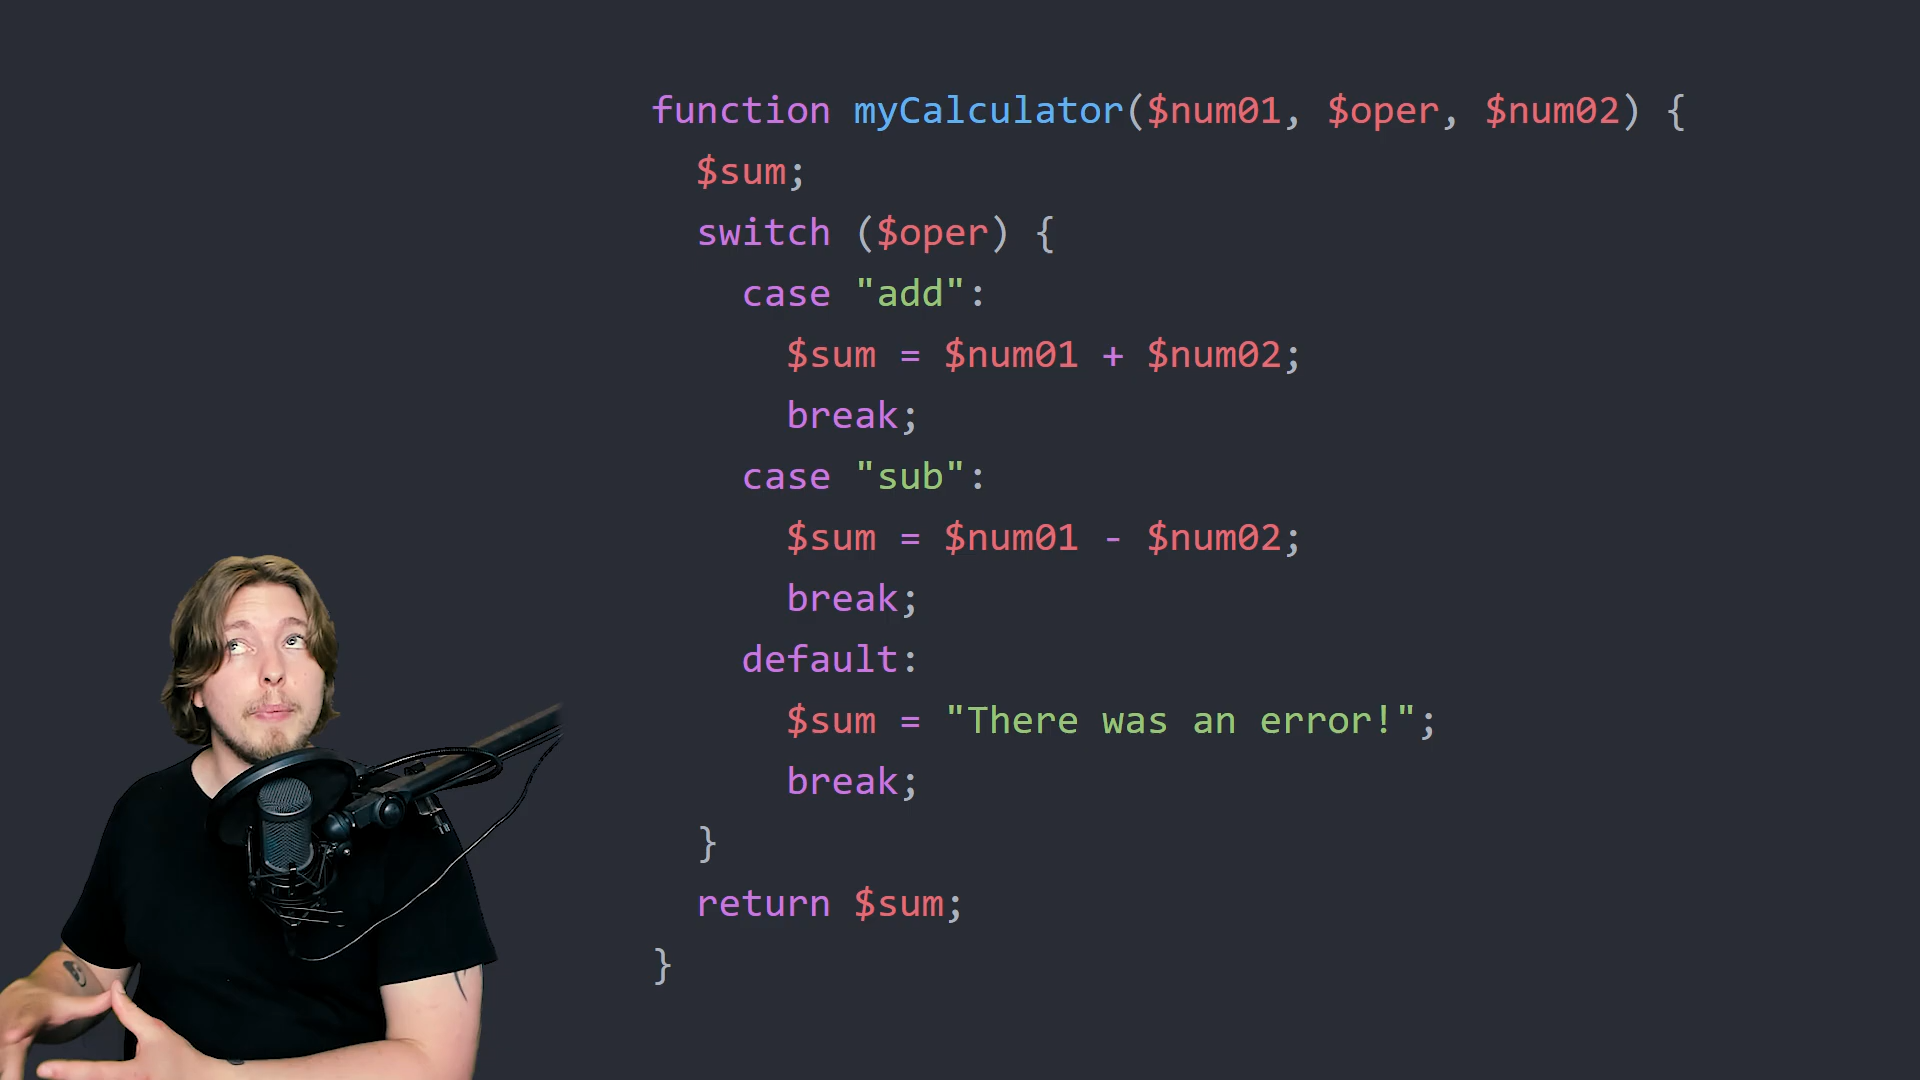 function myCalculator($num01, $oper, $num02) {
  $sum;
  switch ($oper) {
    case "add":
      $sum = $num01 + $num02;
      break;
    case "sub":
      $sum = $num01 - $num02;
      break;
    default:
      $sum = "There was an error!";
      break;
  }
  return $sum;
}